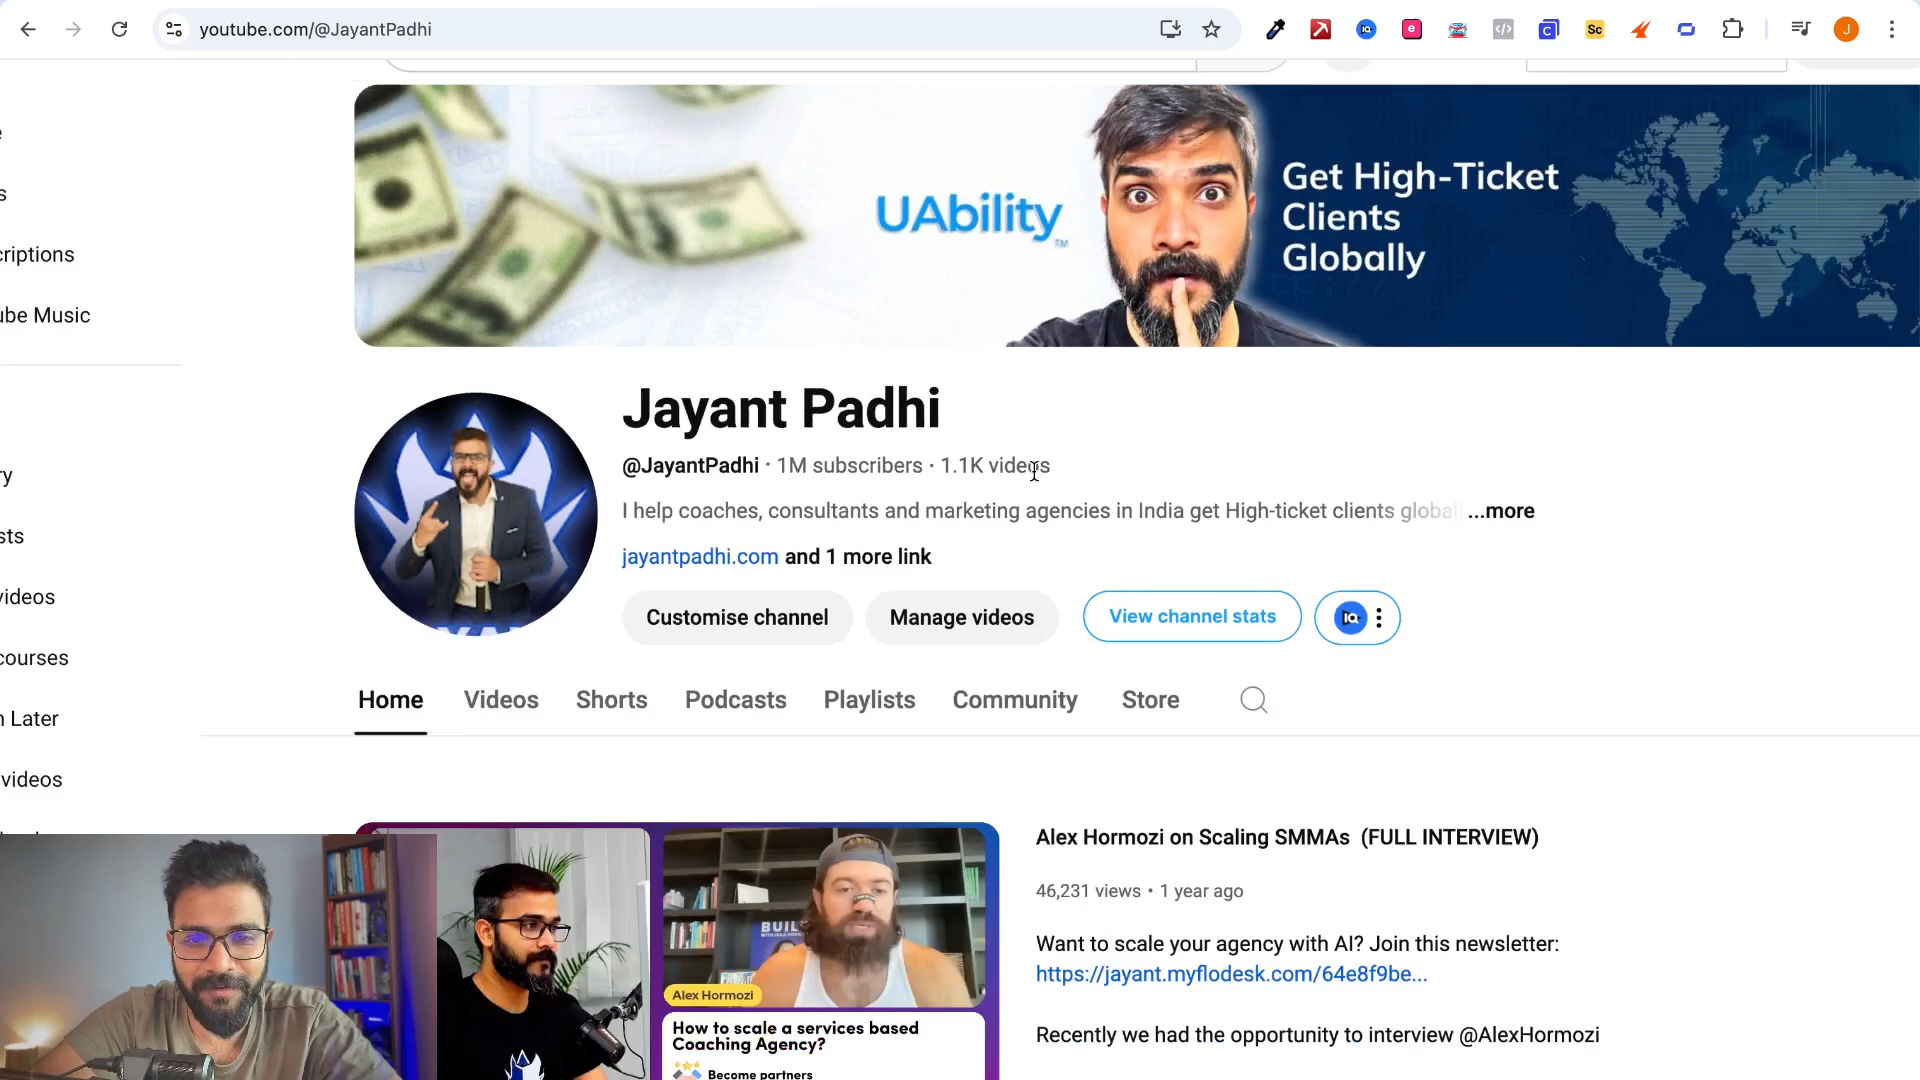 youtube.com/@JayantPadhi
Sc
J
UAbility
TM
Get High-Ticket
Clients
Globally
criptions
ube Music
Jayant Padhi
@JayantPadhi · 1M subscribers · 1.1K videos
I help coaches, consultants and marketing agencies in India get High-ticket clients global ...more
jayantpadhi.com and 1 more link
Customise channel
Manage videos
View channel stats
Home
Videos
Shorts
Podcasts
Playlists
Community
Store
videos
courses
Later
videos
Alex Hormozi on Scaling SMMAs (FULL INTERVIEW)
46,231 views • 1 year ago
Want to scale your agency with AI? Join this newsletter:
https://jayant.myflodesk.com/64e8f9be...
Recently we had the opportunity to interview @AlexHormozi
Alex Hormozi
How to scale a services based
Coaching Agency?
Become partners